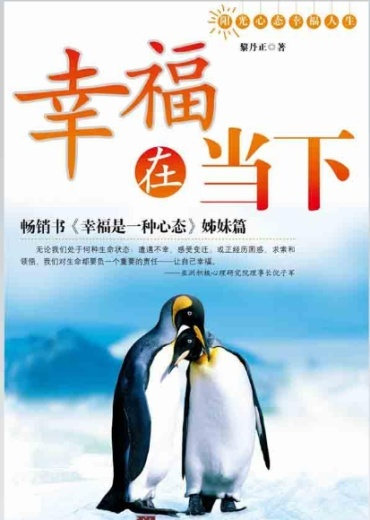 阳光心态幸福人生
黎丹正◎著
幸福
在当下
畅销书《幸福是一种心态》姊妹篇
无论我们处于何种生命状态：遭遇不幸、感受变迁，或正经历困惑、求索和
领悟，我们对生命都要负一个重要的责任——让自己幸福。
——亚洲积极心理研究院理事长倪子军